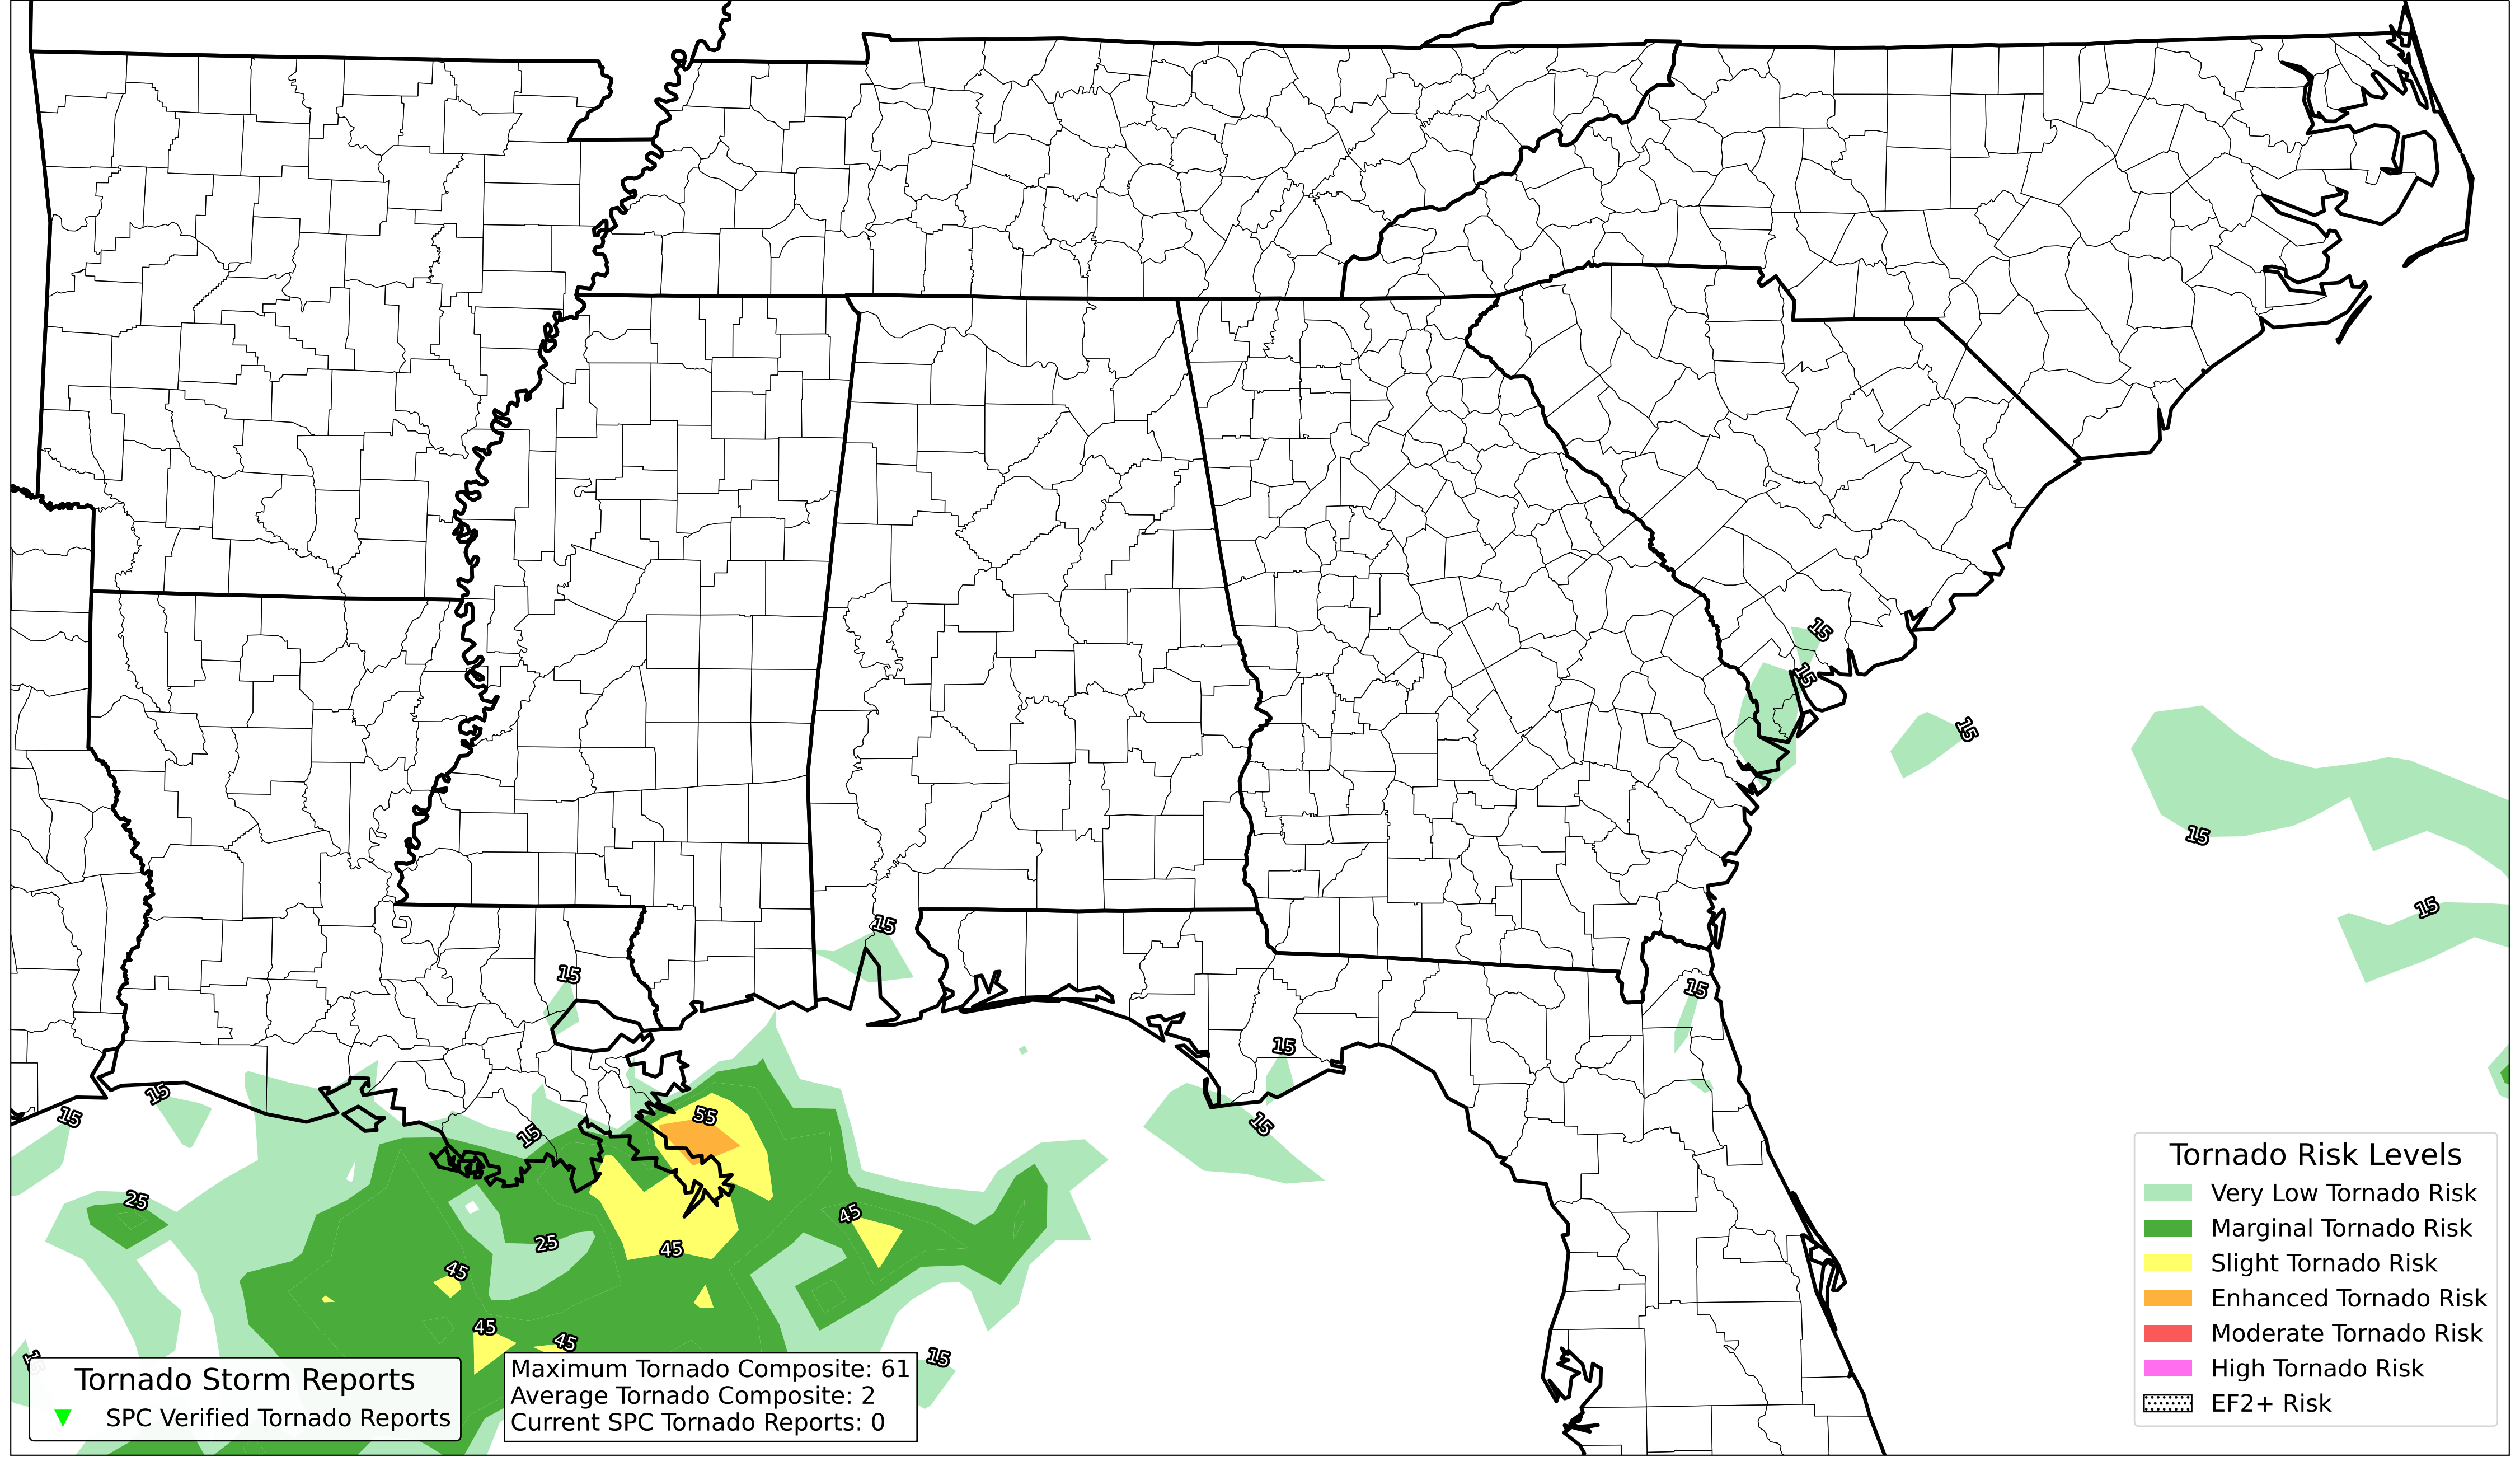 15
15
15
15
15
15
15
15
15
15
15
15
55
15
15
25
45
25
45
45
45
45
15
Tornado Risk Levels
Very Low Tornado Risk
Marginal Tornado Risk
Slight Tornado Risk
Enhanced Tornado Risk
Moderate Tornado Risk
High Tornado Risk
EF2+ Risk
Tornado Storm Reports
SPC Verified Tornado Reports
Maximum Tornado Composite: 61
Average Tornado Composite: 2
Current SPC Tornado Reports: 0